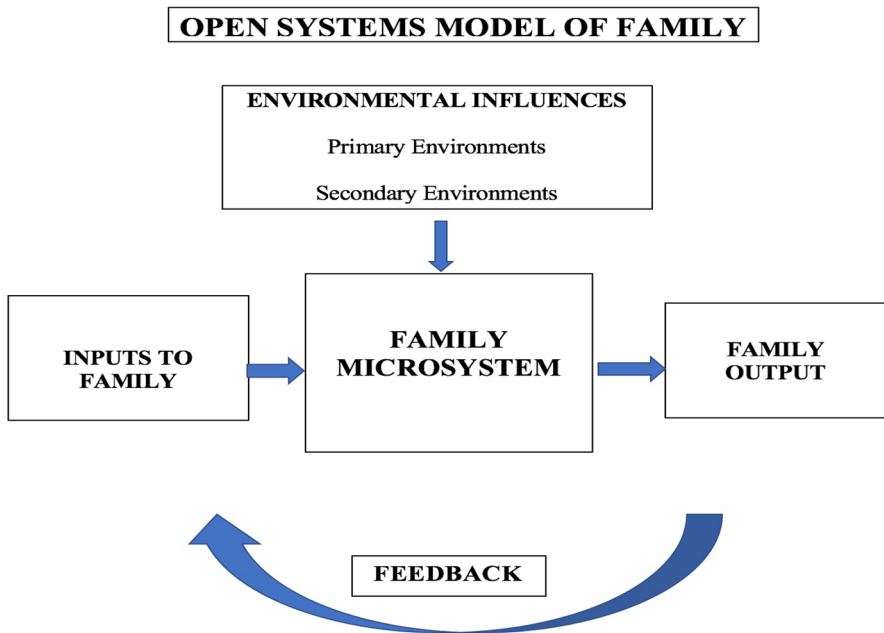 OPEN SYSTEMS MODEL OF FAMILY
ENVIRONMENTAL INFLUENCES
Primary Environments
Secondary Environments
INPUTS TO
FAMILY
FAMILY
MICROSYSTEM
FAMILY
OUTPUT
FEEDBACK